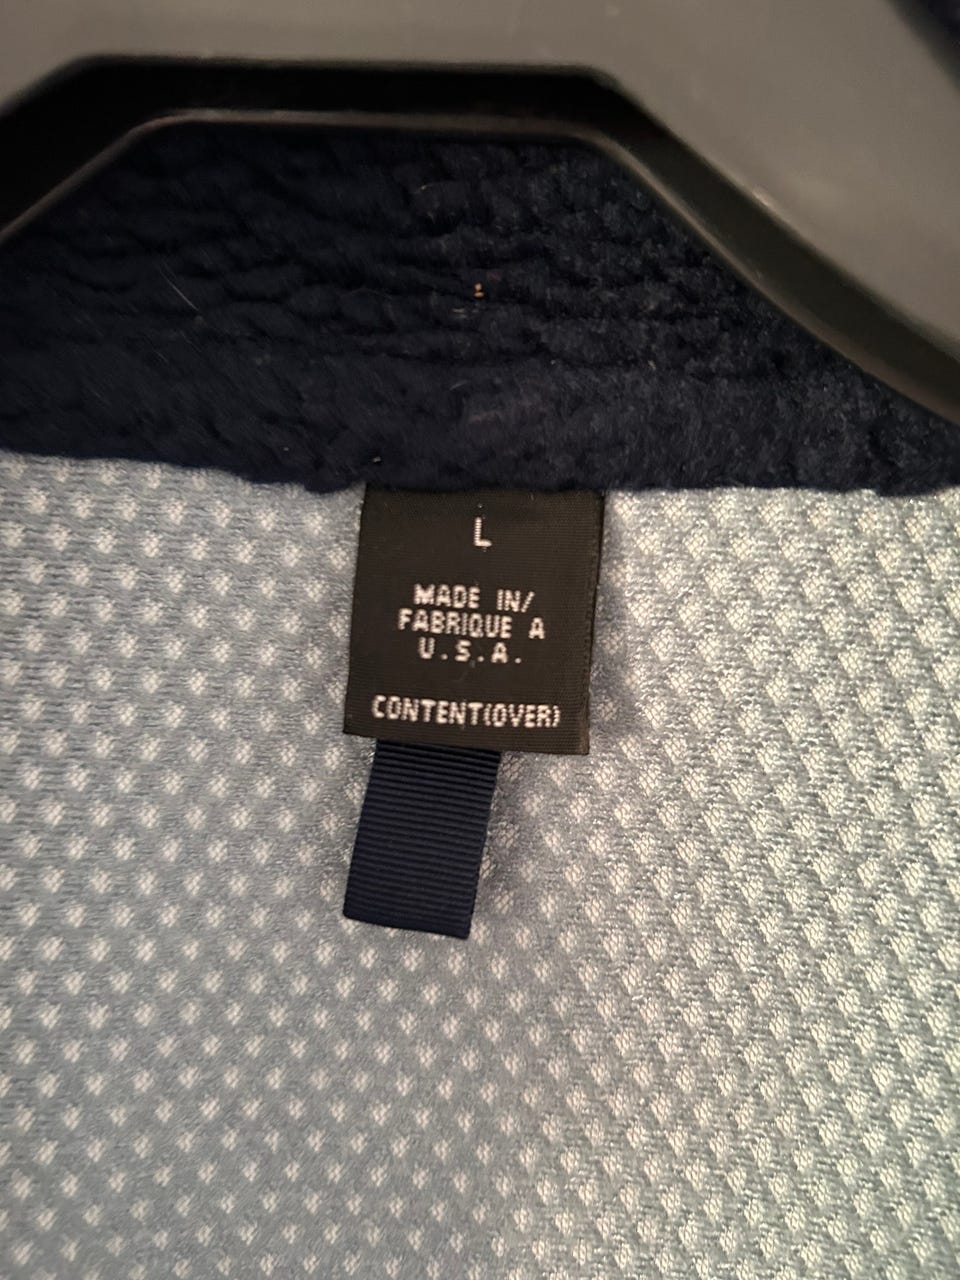 L
MADE IN/
FABRIQUE A
U.S.A.
CONTENT(OVER)